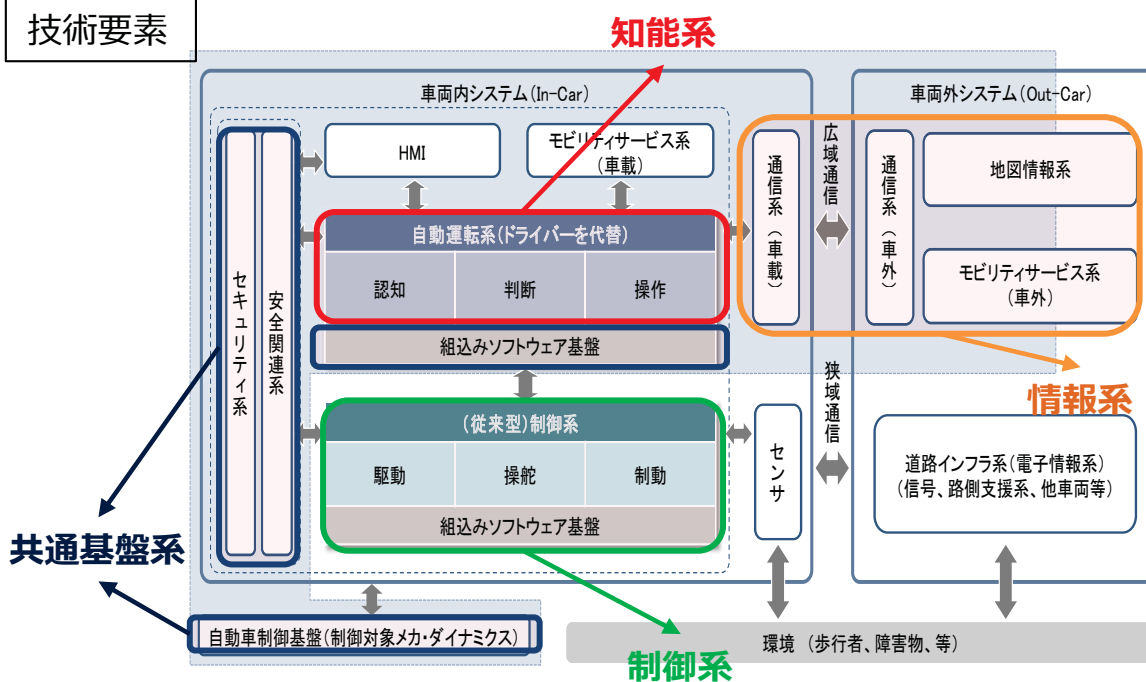 技術要素
知能系
車両内システム(In-Car)
車両外システム(Out-Car)
HMI
モビリティサービス系
(車載)
自動運転系(ドライバーを代替)
認知
判断
操作
組込みソフトウェア基盤
(従来型)制御系
駆動
操舵
制動
組込みソフトウェア基盤
セキュリティ系
安全関連系
通信系(車載)
広域通信
通信系(車外)
地図情報系
モビリティサービス系
(車外)
情報系
狭域通信
センサ
道路インフラ系(電子情報系)
(信号、路側支援系、他車両等)
共通基盤系
自動車制御基盤(制御対象メカ・ダイナミクス)
制御系
環境 (歩行者、障害物、等)